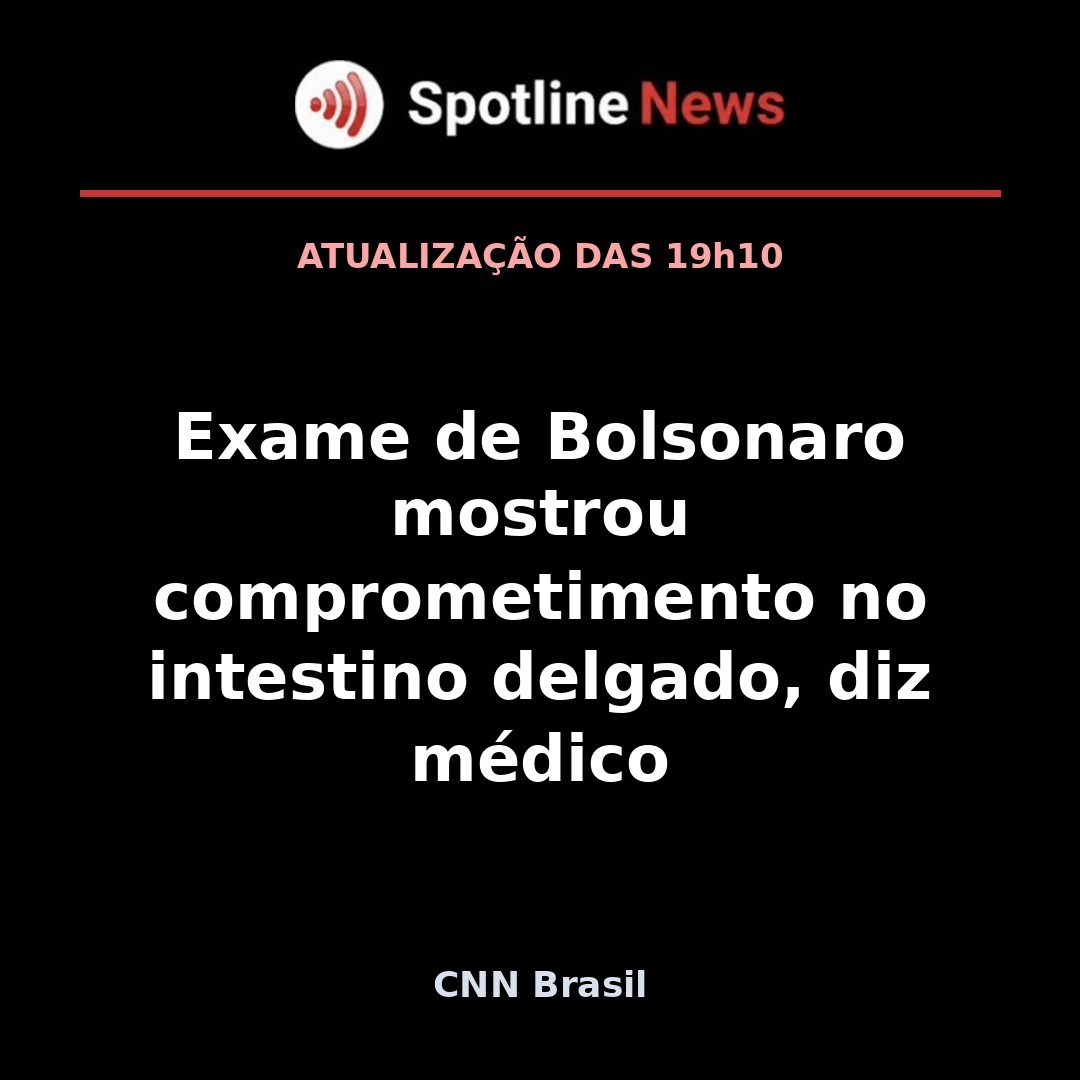 Spotline News
ATUALIZAÇÃO DAS 19h10
Exame de Bolsonaro
mostrou
comprometimento no
intestino delgado, diz
médico
CNN Brasil